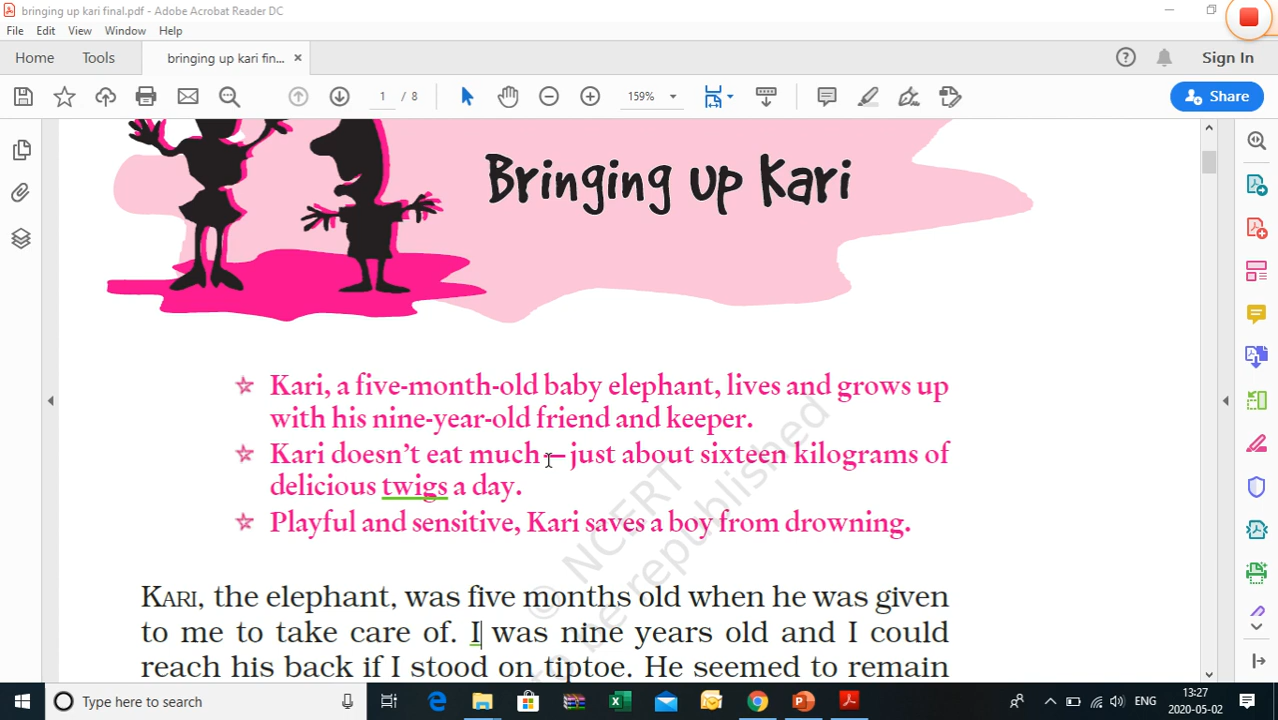 bringing up kari final.pdf - Adobe Acrobat Reader DC
File Edit View Window Help
Home Tools bringing up kari fin... × Sign In
1 / 8 159% Share
Bringing up Kari
Kari, a five-month-old baby elephant, lives and grows up
with his nine-year-old friend and keeper.
Kari doesn't eat much—just about sixteen kilograms of
delicious twigs a day.
Playful and sensitive, Kari saves a boy from drowning.
© NCERT
be republished
KARI, the elephant, was five months old when he was given
to me to take care of. I was nine years old and I could
reach his back if I stood on tiptoe. He seemed to remain
Type here to search
ENG
13:27
2020-05-02